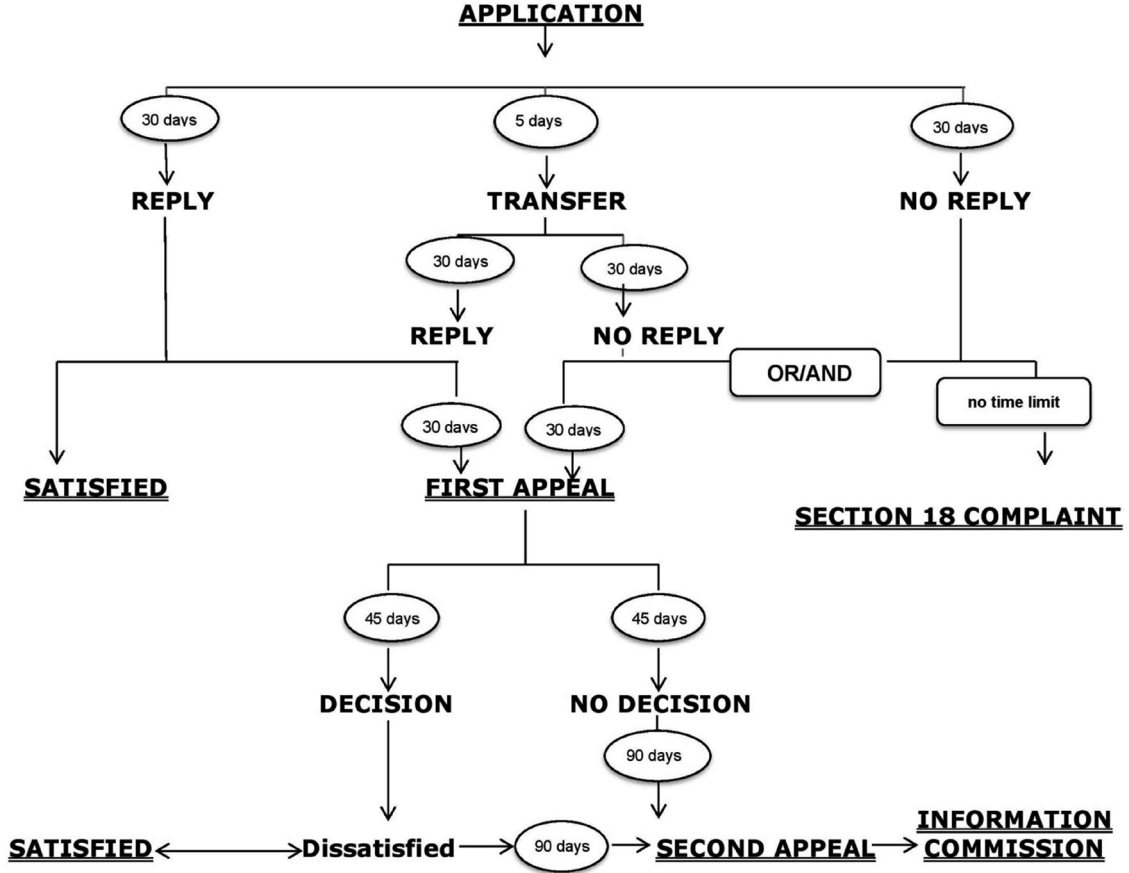 APPLICATION
30 days
5 days
30 days
REPLY
TRANSFER
NO REPLY
30 days
30 days
REPLY
NO REPLY
OR/AND
no time limit
30 days
30 days
SATISFIED
FIRST APPEAL
SECTION 18 COMPLAINT
45 days
45 days
DECISION
NO DECISION
90 days
SATISFIED
Dissatisfied
90 days
SECOND APPEAL
INFORMATION
COMMISSION